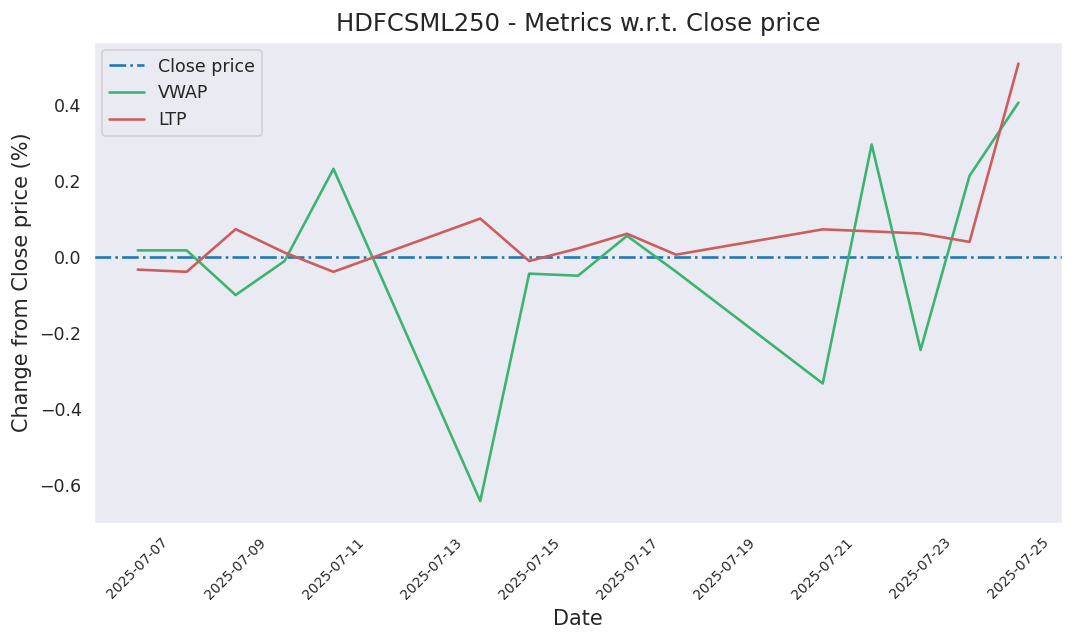 HDFCSML250 - Metrics w.r.t. Close price
Close price
VWAP
LTP
Change from Close price (%)
0.4
0.2
0.0
−0.2
−0.4
−0.6
2025-07-07
2025-07-09
2025-07-11
2025-07-13
2025-07-15
2025-07-17
2025-07-19
2025-07-21
2025-07-23
2025-07-25
Date